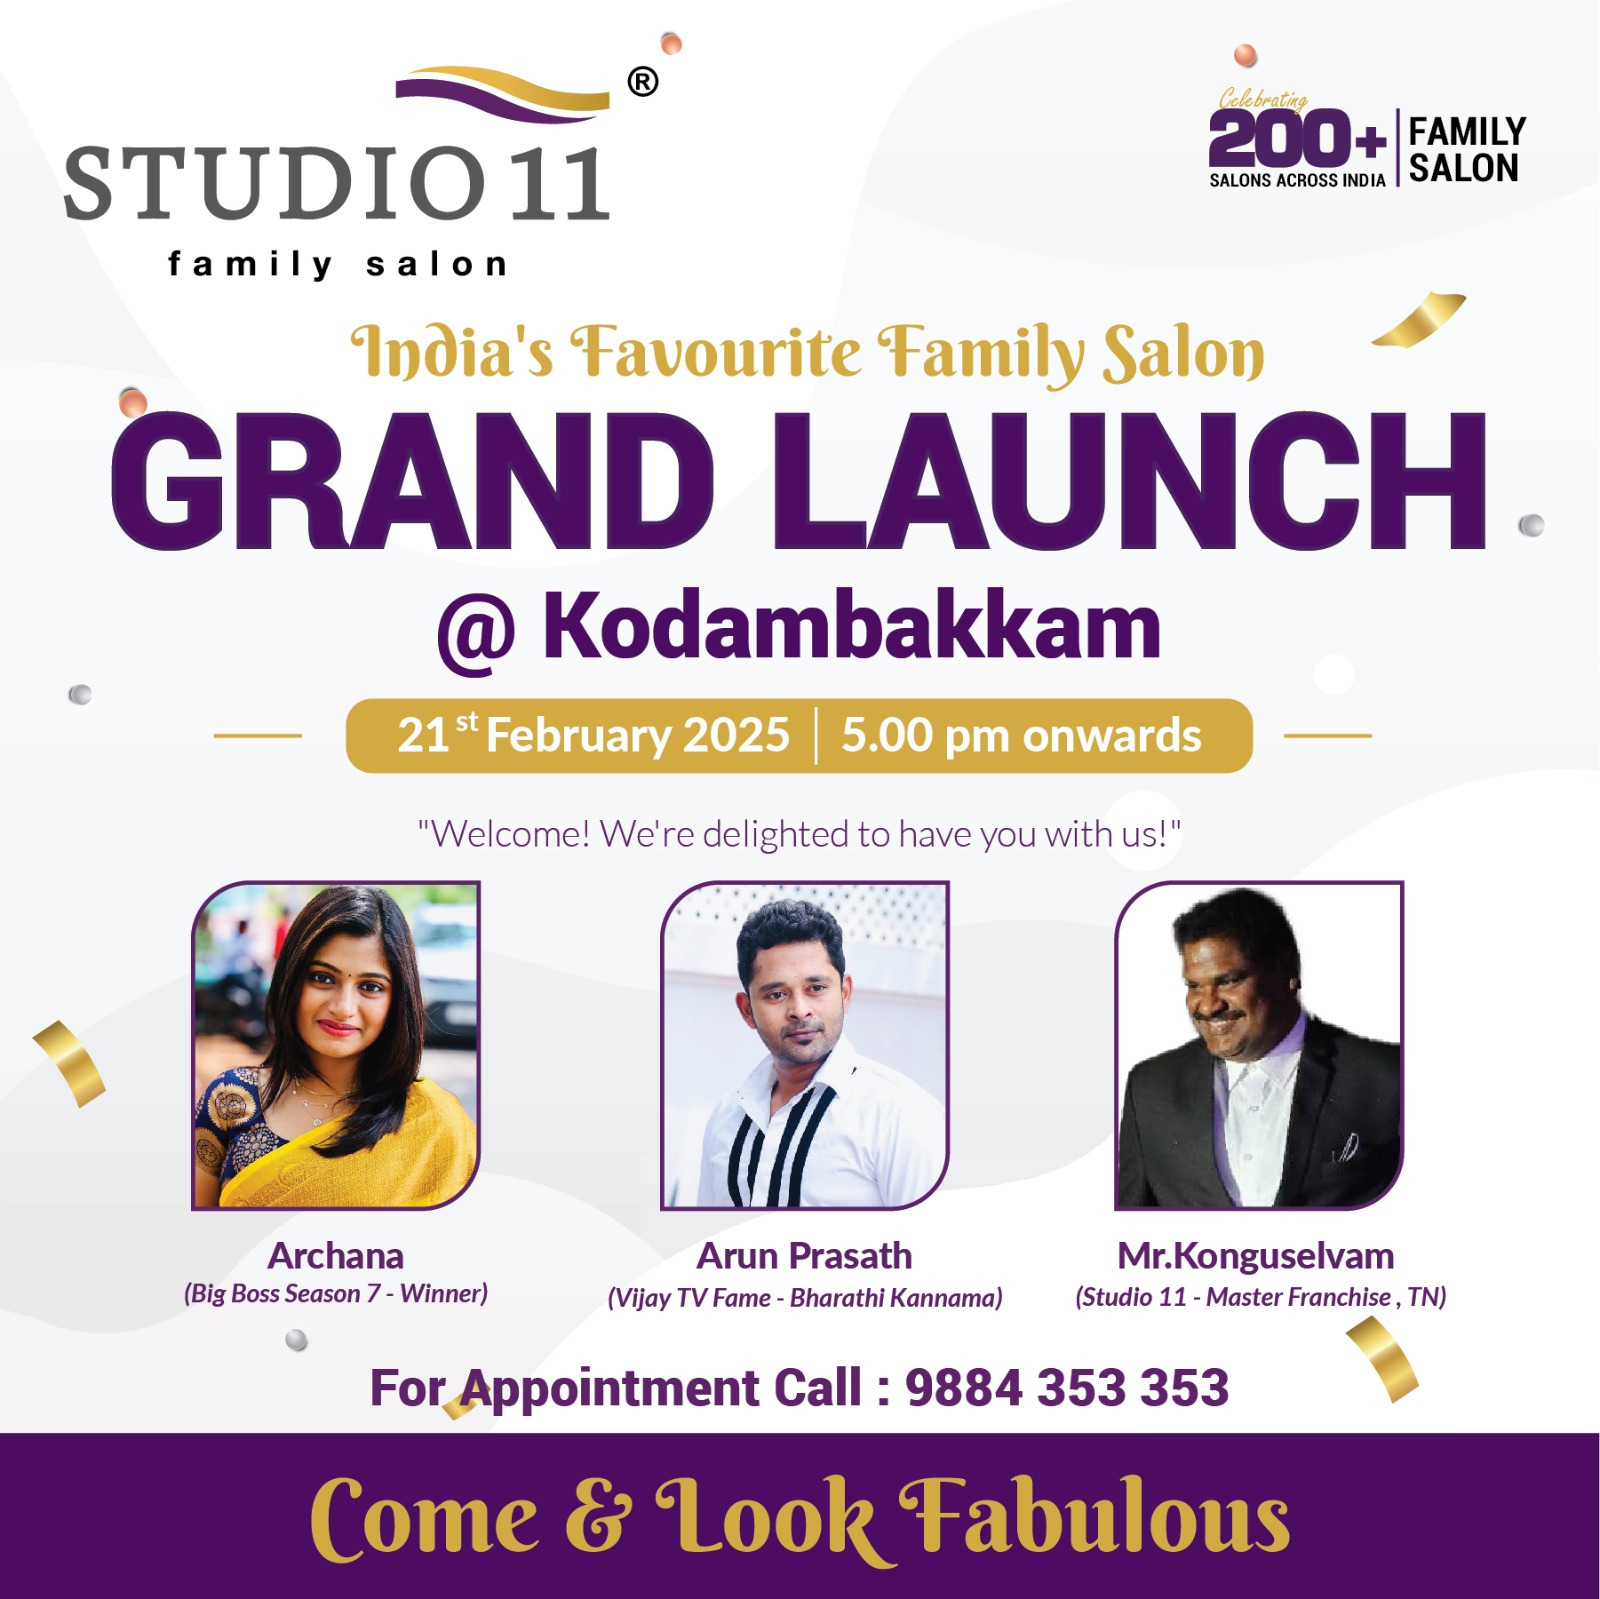 ®
STUDIO 11
family salon
Celebrating
200+
SALONS ACROSS INDIA
FAMILY
SALON
India's Favourite Family Salon
GRAND LAUNCH
@ Kodambakkam
21st February 2025 | 5.00 pm onwards
"Welcome! We're delighted to have you with us!"
Archana
(Big Boss Season 7 - Winner)
Arun Prasath
(Vijay TV Fame - Bharathi Kannama)
Mr.Konguselvam
(Studio 11 - Master Franchise , TN)
For Appointment Call : 9884 353 353
Come & Look Fabulous